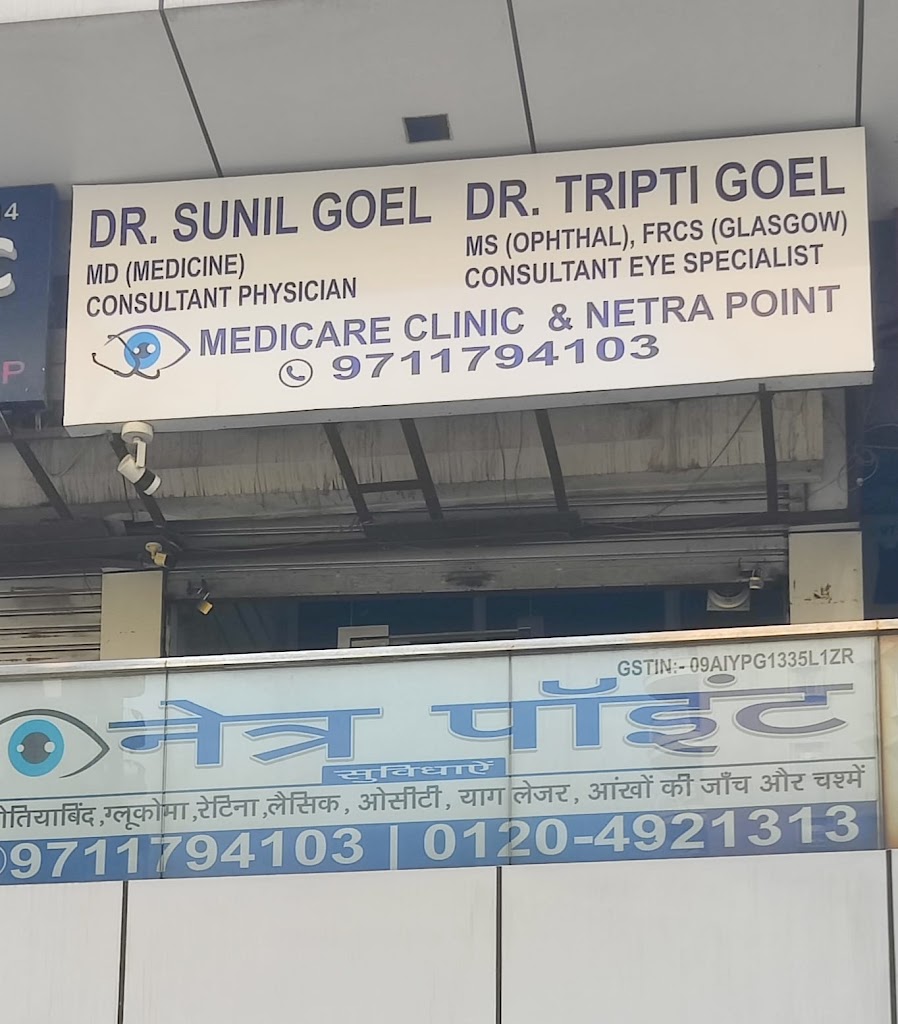 4
C
P
DR. SUNIL GOEL
MD (MEDICINE)
CONSULTANT PHYSICIAN
DR. TRIPTI GOEL
MS (OPHTHAL), FRCS (GLASGOW)
CONSULTANT EYE SPECIALIST
MEDICARE CLINIC & NETRA POINT
9711794103
GSTIN:- 09AIYPG1335L1ZR
नेत्र पॉइंट
सुविधाऐं
ोतियाबिंद,ग्लूकोमा,रेटिना,लैसिक, ओसीटी, याग लेजर, आंखों की जाँच और चश्में
9711794103 | 0120-4921313